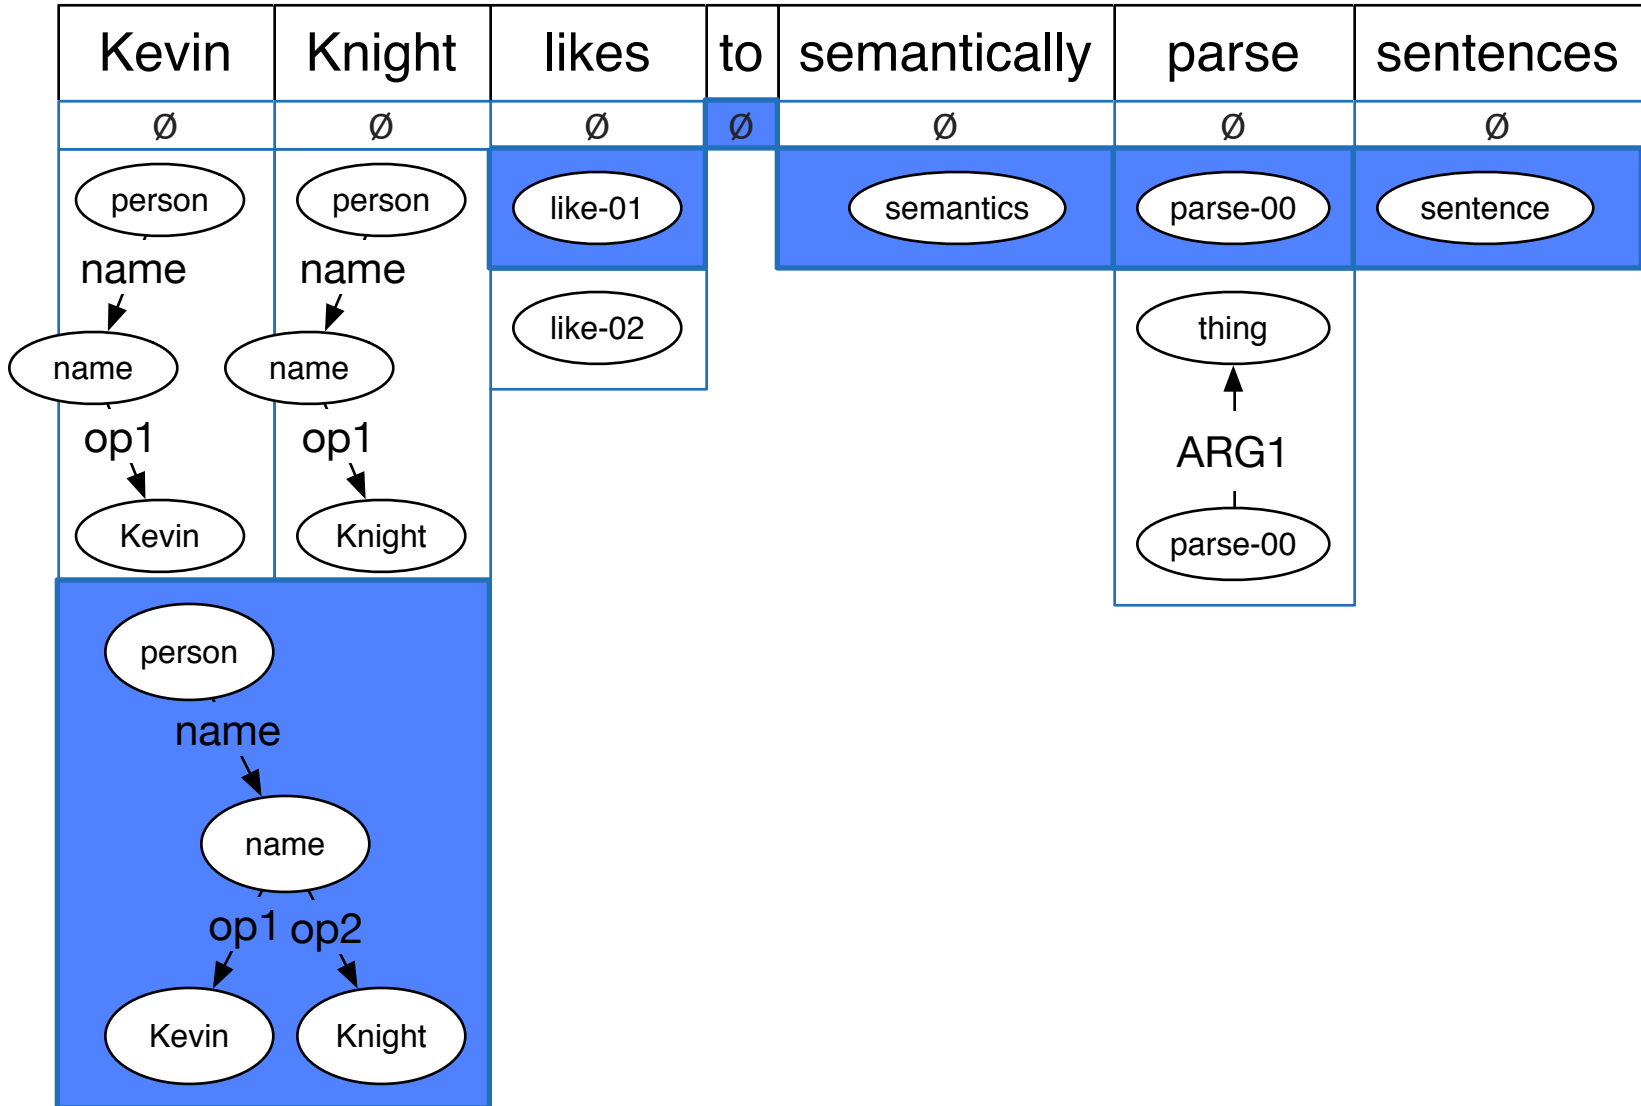 Kevin Knight likes to semantically parse sentences
Ø Ø Ø Ø Ø Ø Ø
person person like-01 semantics parse-00 sentence
name name
like-02 thing
name name
op1 op1 ARG1
Kevin Knight parse-00
person
name
name
op1 op2
Kevin Knight